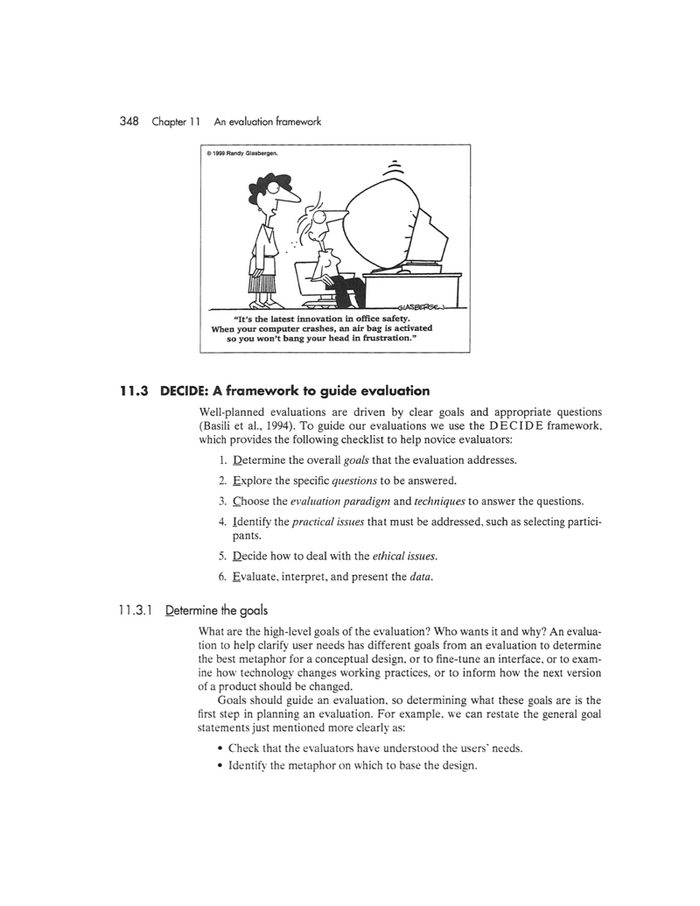 348 Chapter 11 An evaluation framework
© 1999 Randy Glasbergen.
GLASBERGEN
"It's the latest innovation in office safety.
When your computer crashes, an air bag is activated
so you won't bang your head in frustration."
11.3 DECIDE: A framework to guide evaluation
Well-planned evaluations are driven by clear goals and appropriate questions
(Basili et al., 1994). To guide our evaluations we use the DECIDE framework,
which provides the following checklist to help novice evaluators:
1. Determine the overall goals that the evaluation addresses.
2. Explore the specific questions to be answered.
3. Choose the evaluation paradigm and techniques to answer the questions.
4. Identify the practical issues that must be addressed, such as selecting partici-
pants.
5. Decide how to deal with the ethical issues.
6. Evaluate, interpret, and present the data.
11.3.1 Determine the goals
What are the high-level goals of the evaluation? Who wants it and why? An evalua-
tion to help clarify user needs has different goals from an evaluation to determine
the best metaphor for a conceptual design, or to fine-tune an interface, or to exam-
ine how technology changes working practices, or to inform how the next version
of a product should be changed.
Goals should guide an evaluation, so determining what these goals are is the
first step in planning an evaluation. For example, we can restate the general goal
statements just mentioned more clearly as:
• Check that the evaluators have understood the users' needs.
• Identify the metaphor on which to base the design.